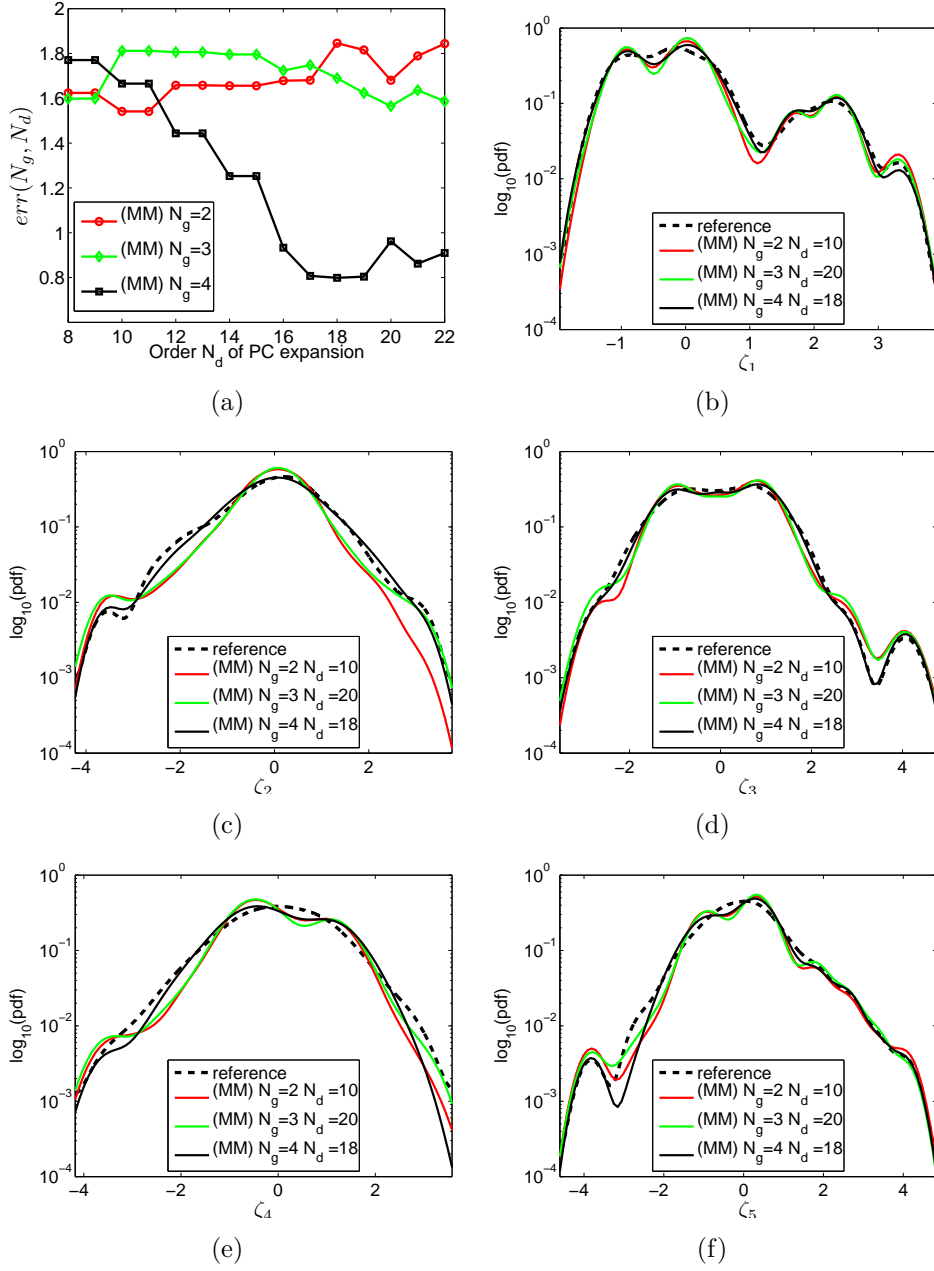 err(N_g, N_d)
1.8
1.6
1.4
1.2
1
0.8
(MM) N_g=2
(MM) N_g=3
(MM) N_g=4
8 10 12 14 16 18 20 22
Order N_d of PC expansion
(a)
log_10(pdf)
10^0
10^-1
10^-2
10^-3
10^-4
reference
(MM) N_g=2 N_d=10
(MM) N_g=3 N_d=20
(MM) N_g=4 N_d=18
-1 0 1 2 3
ζ_1
(b)
log_10(pdf)
10^0
10^-1
10^-2
10^-3
10^-4
reference
(MM) N_g=2 N_d=10
(MM) N_g=3 N_d=20
(MM) N_g=4 N_d=18
−4 −2 0 2
ζ_2
(c)
log_10(pdf)
10^0
10^-1
10^-2
10^-3
10^-4
reference
(MM) N_g=2 N_d=10
(MM) N_g=3 N_d=20
(MM) N_g=4 N_d=18
−2 0 2 4
ζ_3
(d)
log_10(pdf)
10^0
10^-1
10^-2
10^-3
10^-4
reference
(MM) N_g=2 N_d=10
(MM) N_g=3 N_d=20
(MM) N_g=4 N_d=18
−4 −2 0 2
ζ_4
(e)
log_10(pdf)
10^0
10^-1
10^-2
10^-3
10^-4
reference
(MM) N_g=2 N_d=10
(MM) N_g=3 N_d=20
(MM) N_g=4 N_d=18
−4 −2 0 2 4
ζ_5
(f)